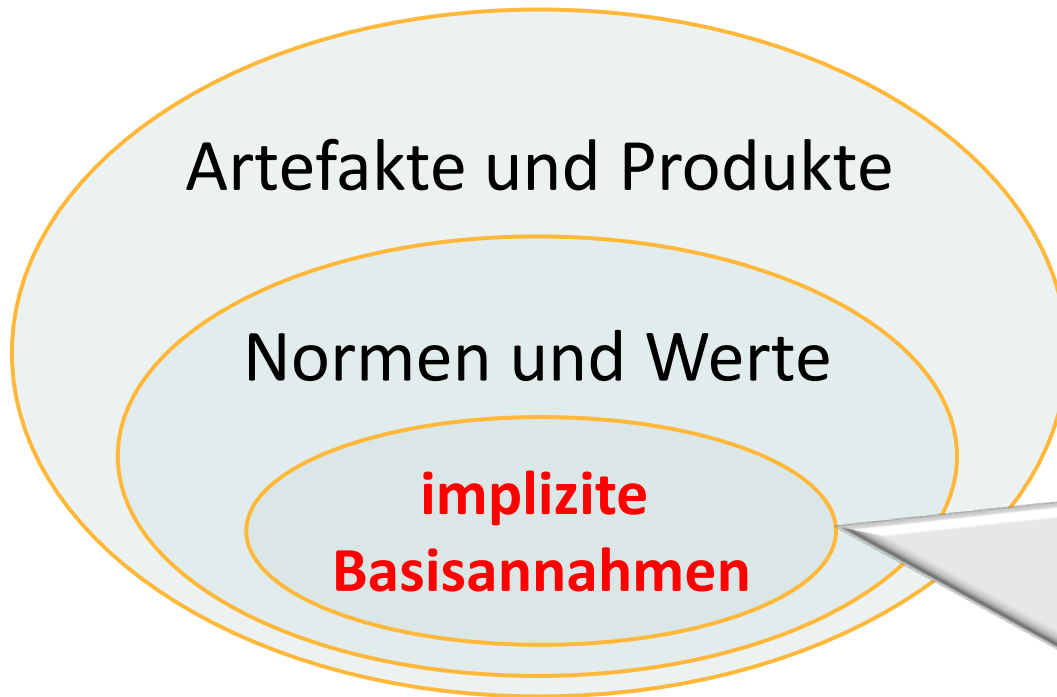 Artefakte und Produkte
Normen und Werte
implizite
Basisannahmen